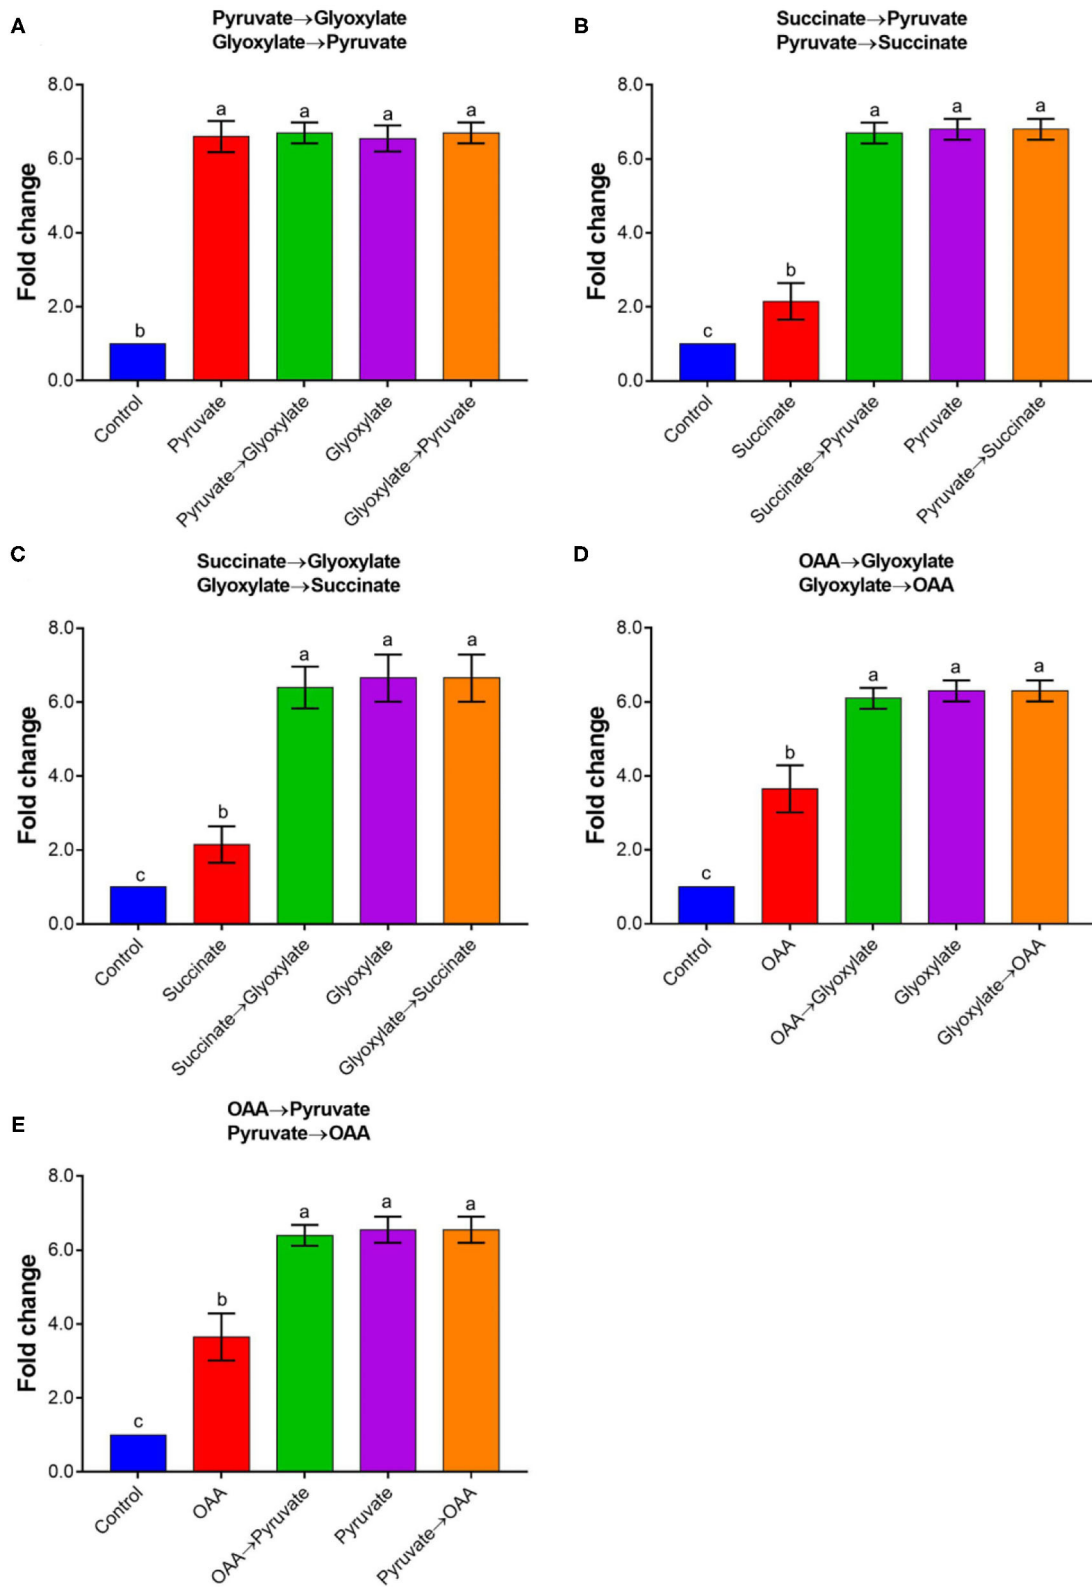 A
Pyruvate→Glyoxylate
Glyoxylate→Pyruvate
Fold change
8.0
6.0
4.0
2.0
0.0
b
a
a
a
a
Control
Pyruvate
Pyruvate→Glyoxylate
Glyoxylate
Glyoxylate→Pyruvate
B
Succinate→Pyruvate
Pyruvate→Succinate
Fold change
8.0
6.0
4.0
2.0
0.0
c
b
a
a
a
Control
Succinate
Succinate→Pyruvate
Pyruvate
Pyruvate→Succinate
C
Succinate→Glyoxylate
Glyoxylate→Succinate
Fold change
8.0
6.0
4.0
2.0
0.0
c
b
a
a
a
Control
Succinate
Succinate→Glyoxylate
Glyoxylate
Glyoxylate→Succinate
D
OAA→Glyoxylate
Glyoxylate→OAA
Fold change
8.0
6.0
4.0
2.0
0.0
c
b
a
a
a
Control
OAA
OAA→Glyoxylate
Glyoxylate
Glyoxylate→OAA
E
OAA→Pyruvate
Pyruvate→OAA
Fold change
8.0
6.0
4.0
2.0
0.0
c
b
a
a
a
Control
OAA
OAA→Pyruvate
Pyruvate
Pyruvate→OAA